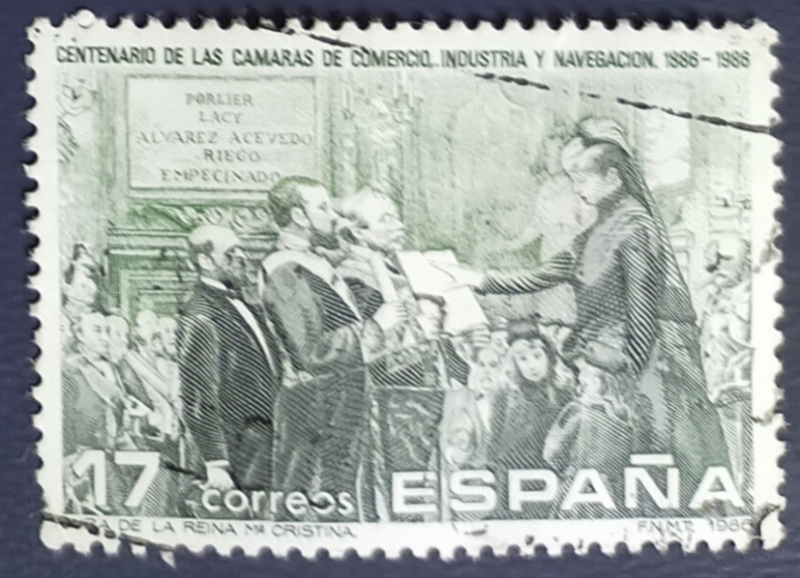 CENTENARIO DE LAS CAMARAS DE COMERCIO, INDUSTRIA Y NAVEGACION. 1886-1986
PORLIER
LACY
ALVAREZ ACEVEDO
RIEGO
EMPECINADO
17 correos ESPAÑA
DE LA REINA Mª CRISTINA. F.N.M.T. 1986